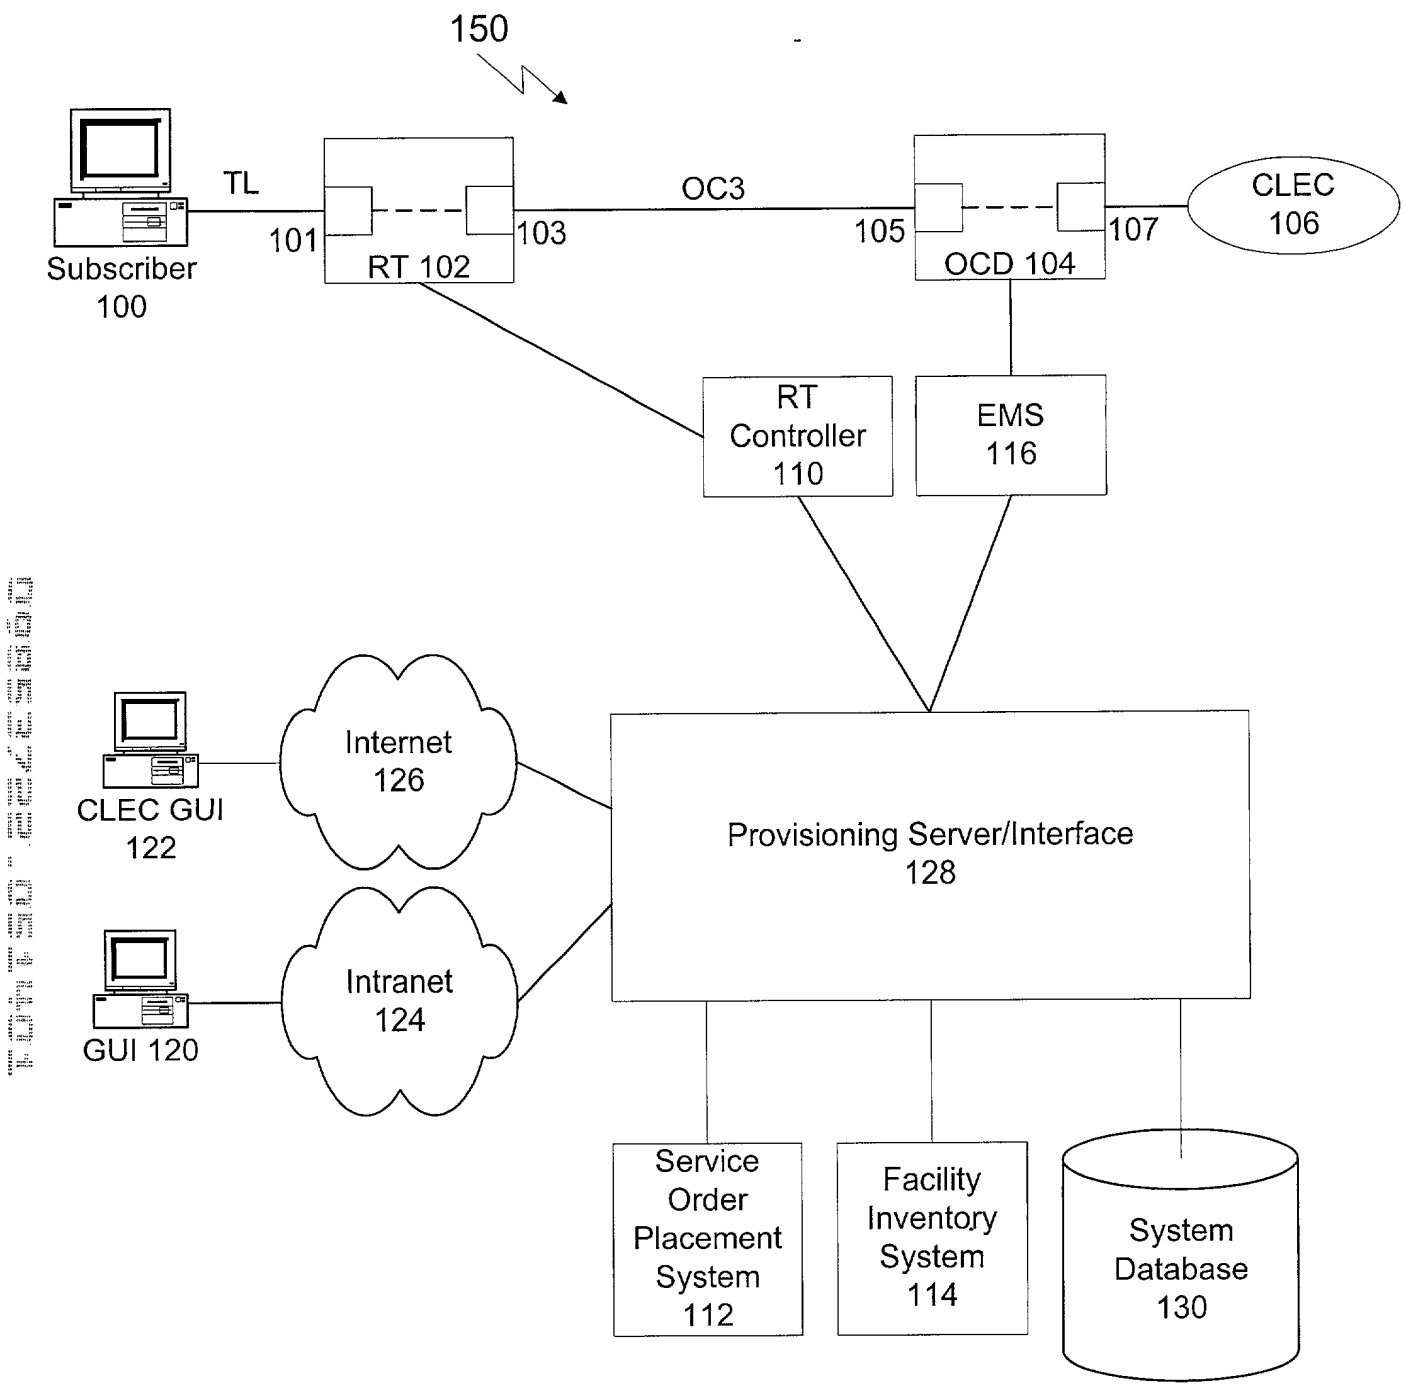 150
TL
OC3
CLEC
106
101
103
105
107
RT 102
OCD 104
Subscriber
100
RT
Controller
110
EMS
116
Internet
126
CLEC GUI
122
Provisioning Server/Interface
128
Intranet
124
GUI 120
Service
Order
Placement
System
112
Facility
Inventory
System
114
System
Database
130